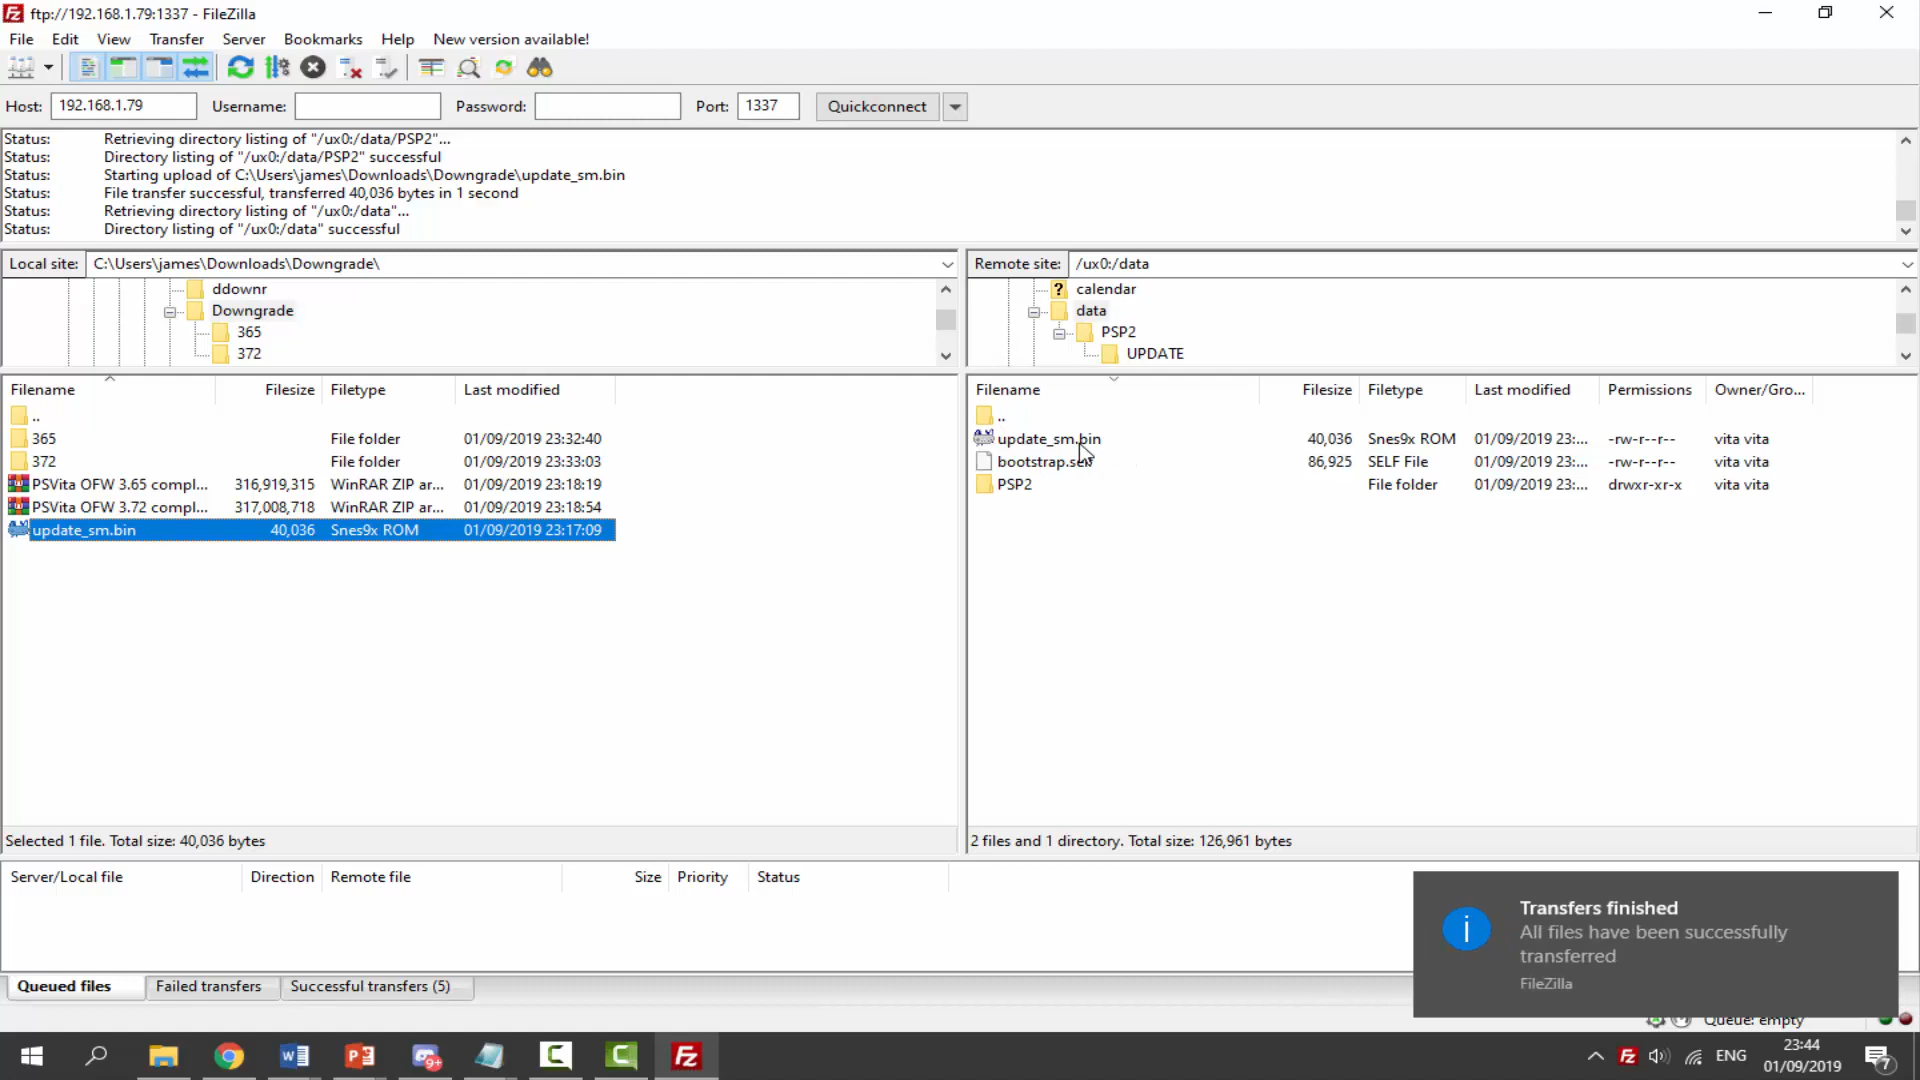 ftp://192.168.1.79:1337 - FileZilla
File Edit View Transfer Server Bookmarks Help New version available!
Host: 192.168.1.79 Username: Password: Port: 1337 Quickconnect
Status: Retrieving directory listing of "/ux0:/data/PSP2"...
Status: Directory listing of "/ux0:/data/PSP2" successful
Status: Starting upload of C:\Users\james\Downloads\Downgrade\update_sm.bin
Status: File transfer successful, transferred 40,036 bytes in 1 second
Status: Retrieving directory listing of "/ux0:/data"...
Status: Directory listing of "/ux0:/data" successful
Local site: C:\Users\james\Downloads\Downgrade\
ddownr
Downgrade
365
372
Filename Filesize Filetype Last modified
..
365 File folder 01/09/2019 23:32:40
372 File folder 01/09/2019 23:33:03
PSVita OFW 3.65 compl... 316,919,315 WinRAR ZIP ar... 01/09/2019 23:18:19
PSVita OFW 3.72 compl... 317,008,718 WinRAR ZIP ar... 01/09/2019 23:18:54
update_sm.bin 40,036 Snes9x ROM 01/09/2019 23:17:09
Selected 1 file. Total size: 40,036 bytes
Remote site: /ux0:/data
? calendar
data
PSP2
UPDATE
Filename Filesize Filetype Last modified Permissions Owner/Gro...
..
update_sm.bin 40,036 Snes9x ROM 01/09/2019 23:... -rw-r--r-- vita vita
bootstrap.self 86,925 SELF File 01/09/2019 23:... -rw-r--r-- vita vita
PSP2 File folder 01/09/2019 23:... drwxr-xr-x vita vita
2 files and 1 directory. Total size: 126,961 bytes
Server/Local file Direction Remote file Size Priority Status
Transfers finished
All files have been successfully
transferred
FileZilla
Queued files Failed transfers Successful transfers (5)
Queue: empty
9+
ENG
23:44
01/09/2019
7